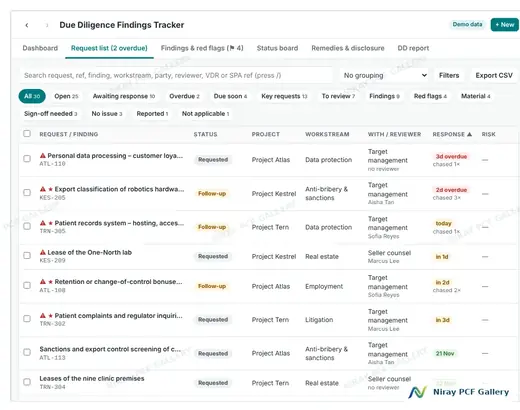 Due Diligence Findings Tracker
Demo data
+ New
Dashboard
Request list (2 overdue)
Findings & red flags (⚑ 4)
Status board
Remedies & disclosure
DD report
Search request, ref, finding, workstream, party, reviewer, VDR or SPA ref (press /)
No grouping
Filters
Export CSV
All 30
Open 25
Awaiting response 10
Overdue 2
Due soon 4
Key requests 13
To review 7
Findings 9
Red flags 4
Material 4
Sign-off needed 3
No issue 3
Reported 1
Not applicable 1
REQUEST / FINDING
STATUS
PROJECT
WORKSTREAM
WITH / REVIEWER
RESPONSE ▲
RISK
Personal data processing – customer loya...
ATL-110
Requested
Project Atlas
Data protection
Target
management
no reviewer
3d overdue
chased 1×
—
★ Export classification of robotics hardwa...
KES-205
Follow-up
Project Kestrel
Anti-bribery &
sanctions
Target
management
Aisha Tan
2d overdue
chased 3×
—
★ Patient records system – hosting, acces...
TRN-305
Follow-up
Project Tern
Data protection
Target
management
Sofia Reyes
today
chased 1×
—
Lease of the One-North lab
KES-209
Requested
Project Kestrel
Real estate
Seller counsel
Marcus Lee
in 1d
—
★ Retention or change-of-control bonuse...
ATL-108
Follow-up
Project Atlas
Employment
Target
management
Sofia Reyes
in 2d
chased 2×
—
★ Patient complaints and regulator inquiri...
TRN-302
Requested
Project Tern
Litigation
Target
management
Marcus Lee
in 3d
—
Sanctions and export control screening of c...
ATL-113
Requested
Project Atlas
Anti-bribery &
sanctions
Target
management
Aisha Tan
21 Nov
—
Leases of the nine clinic premises
TRN-304
Requested
Project Tern
Real estate
Seller counsel
no reviewer
Niray PCF Gallery